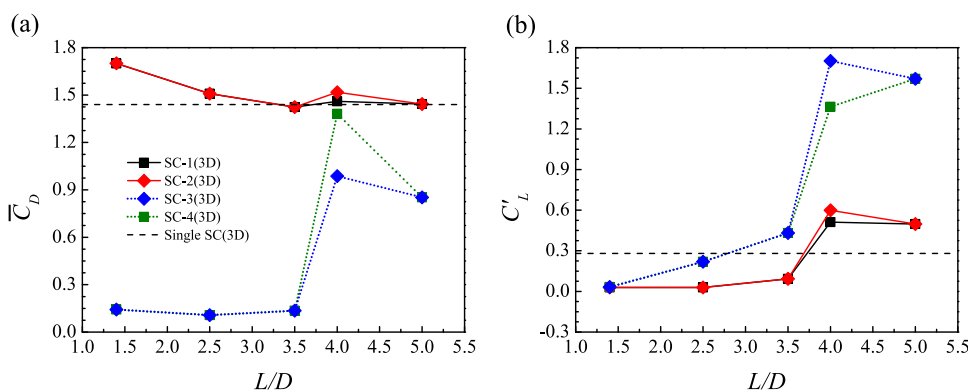 (a)
1.8
1.5
1.2
0.9
0.6
0.3
0.0
C̅_D
SC-1(3D)
SC-2(3D)
SC-3(3D)
SC-4(3D)
Single SC(3D)
1.0 1.5 2.0 2.5 3.0 3.5 4.0 4.5 5.0 5.5
L/D
(b)
1.8
1.5
1.2
0.9
0.6
0.3
0.0
-0.3
C'_L
1.0 1.5 2.0 2.5 3.0 3.5 4.0 4.5 5.0 5.5
L/D